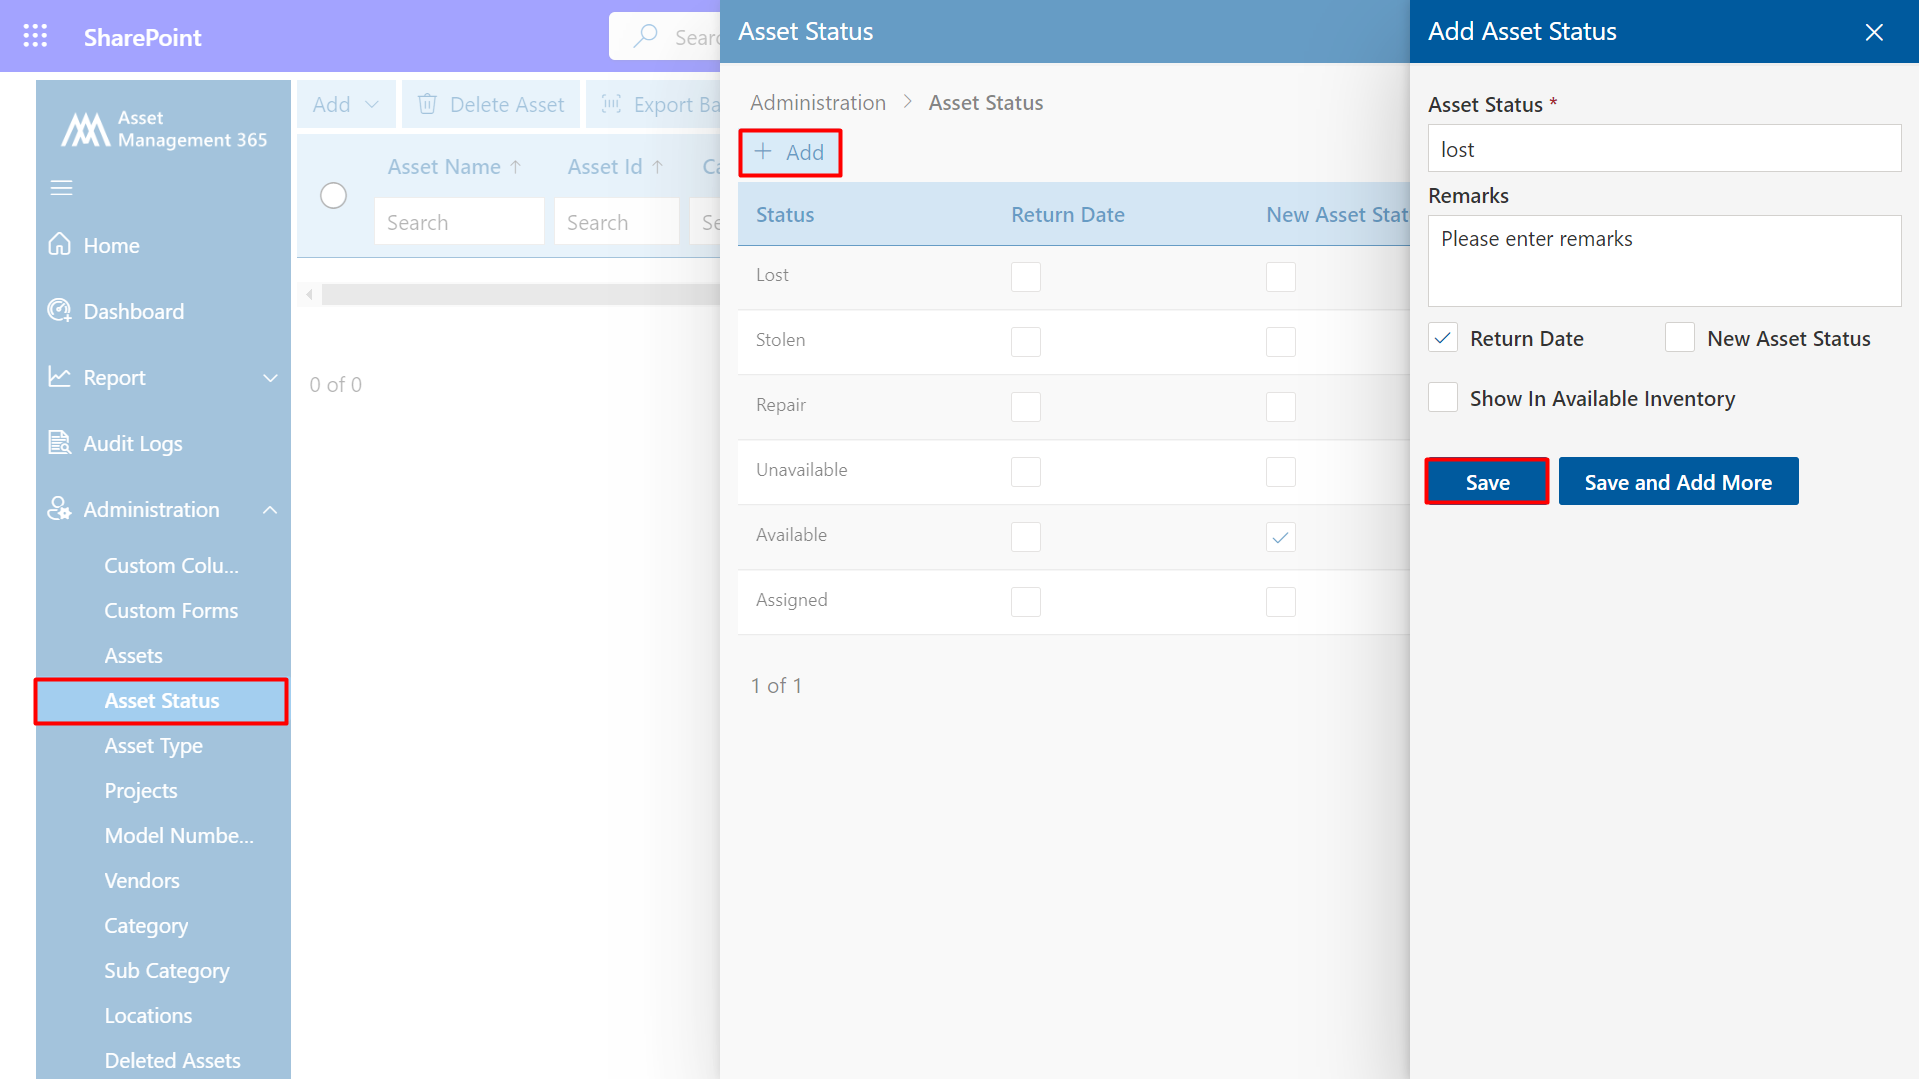 SharePoint
Asset
Management 365
Home
Dashboard
Report
Audit Logs
Administration
Custom Colu...
Custom Forms
Assets
Asset Status
Asset Type
Projects
Model Numbe...
Vendors
Category
Sub Category
Locations
Deleted Assets
Add
Delete Asset
Export Ba
Asset Name ↑
Asset Id ↑
Ca
Search
Search
Se
0 of 0
Sear
Asset Status
Administration > Asset Status
+ Add
Status Return Date New Asset Stat
Lost
Stolen
Repair
Unavailable
Available
Assigned
1 of 1
Add Asset Status
Asset Status *
lost
Remarks
Please enter remarks
Return Date
New Asset Status
Show In Available Inventory
Save
Save and Add More